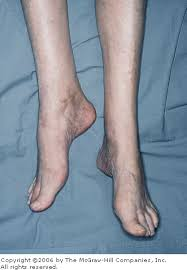 Copyright ©2006 by The McGraw-Hill Companies, Inc.
All rights reserved.